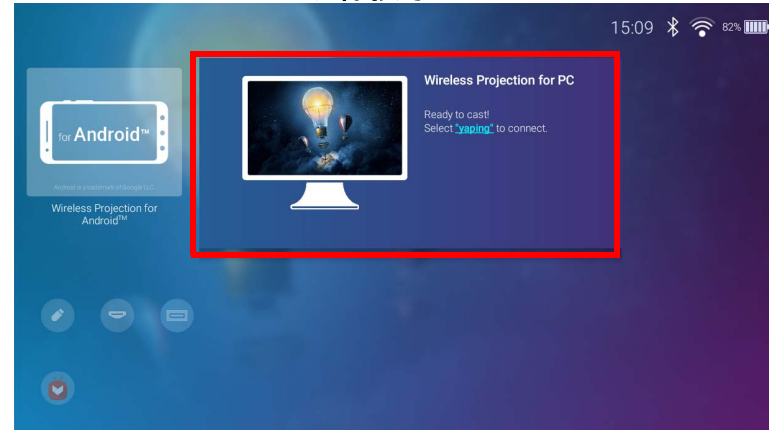 15:09 82%
Wireless Projection for PC
Ready to cast!
Select "yaping" to connect.
for Android™
Android is a trademark of Google LLC.
Wireless Projection for
Android™